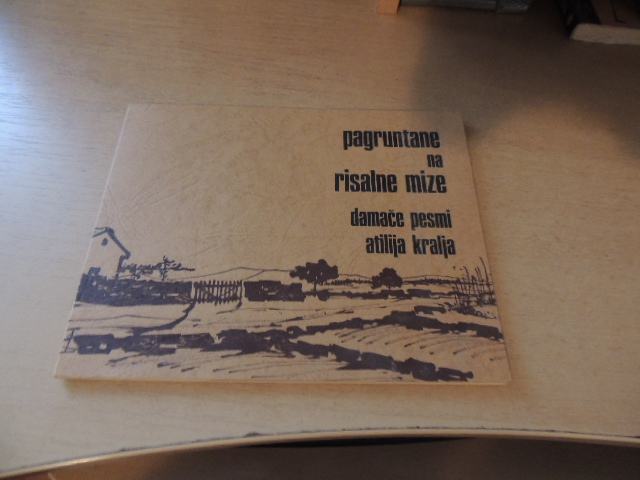 pagruntane
na
risalne mize
damače pesmi
atilija kralja